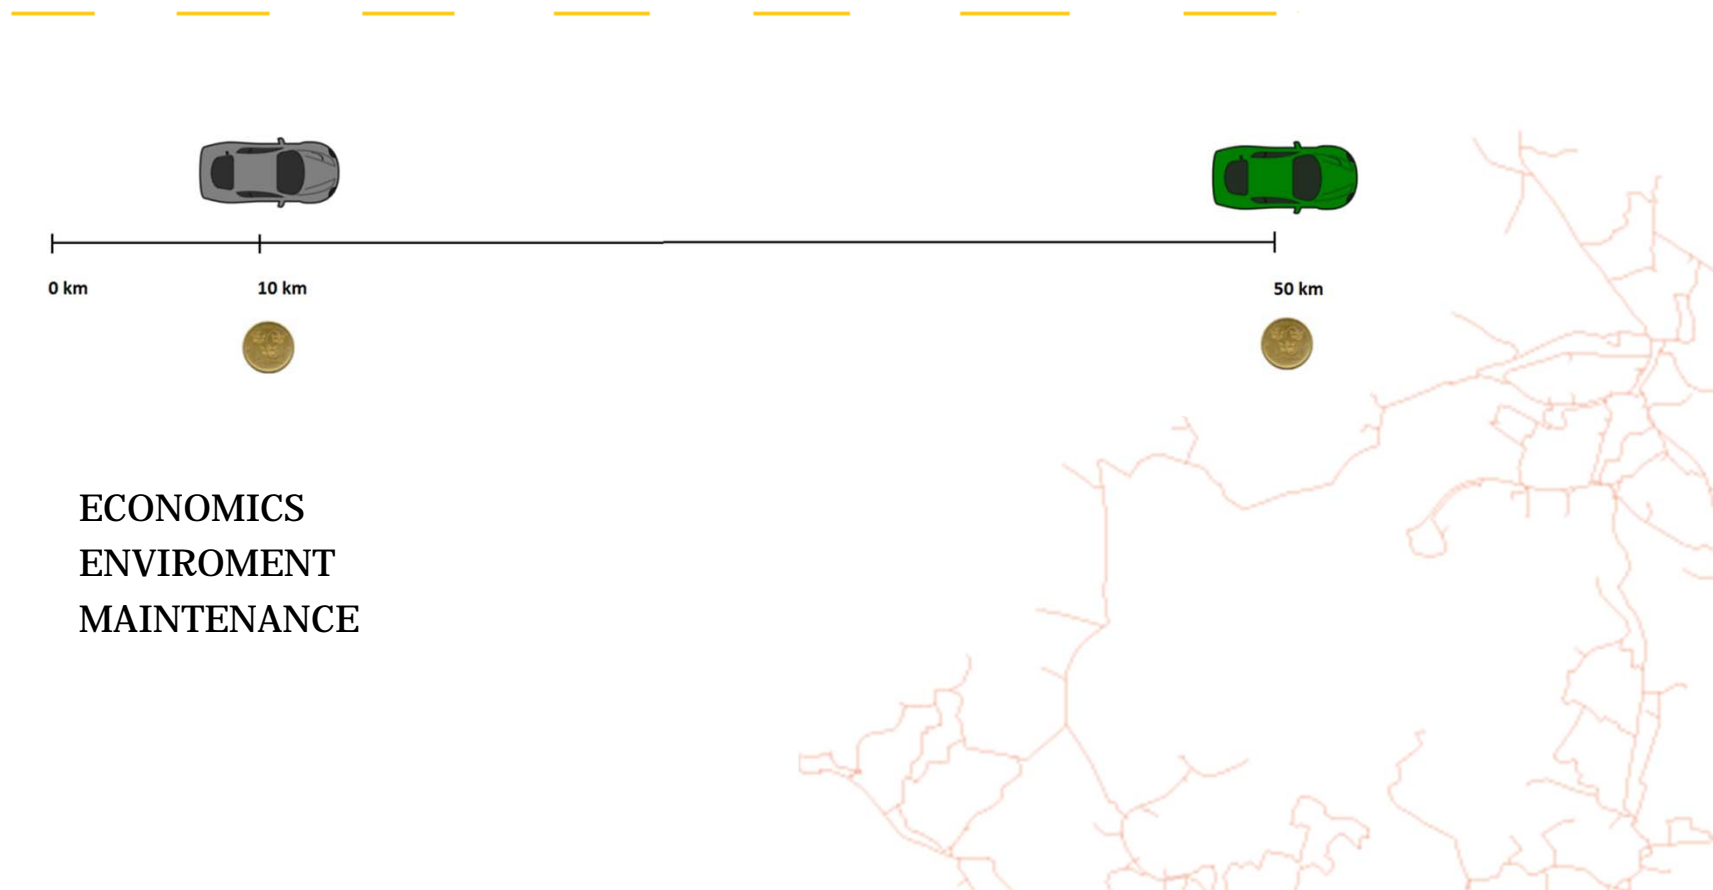 0 km
10 km
50 km
ECONOMICS
ENVIROMENT
MAINTENANCE